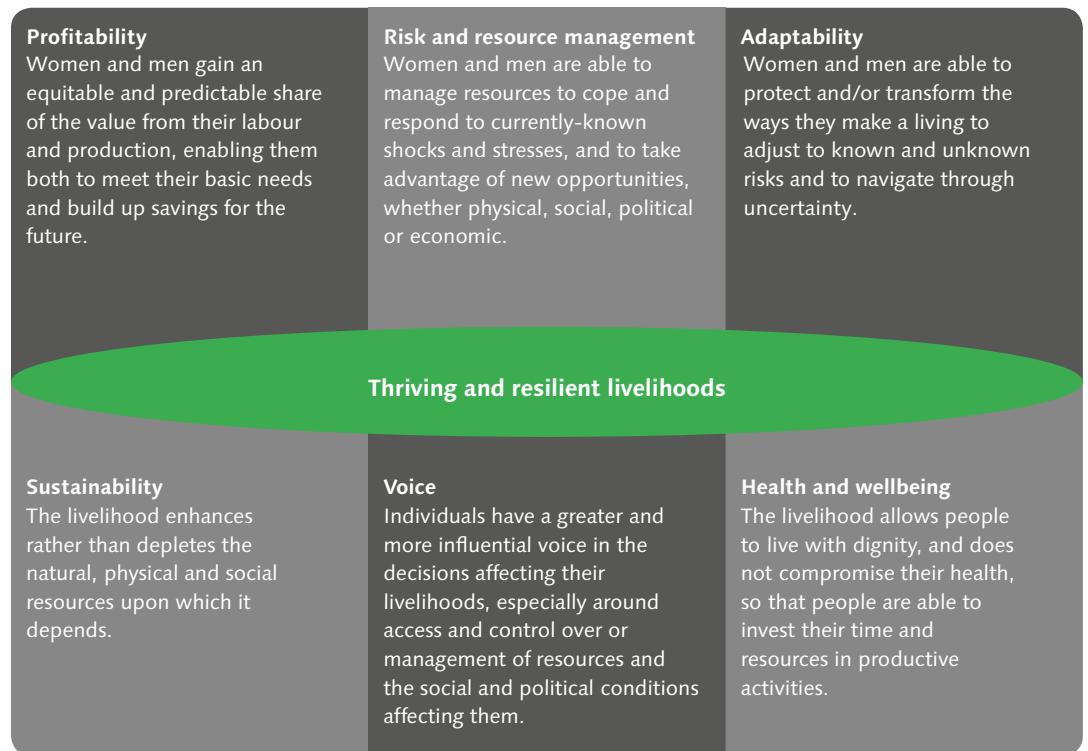 Profitability
Women and men gain an
equitable and predictable share
of the value from their labour
and production, enabling them
both to meet their basic needs
and build up savings for the
future.
Risk and resource management
Women and men are able to
manage resources to cope and
respond to currently-known
shocks and stresses, and to take
advantage of new opportunities,
whether physical, social, political
or economic.
Adaptability
Women and men are able to
protect and/or transform the
ways they make a living to
adjust to known and unknown
risks and to navigate through
uncertainty.
Thriving and resilient livelihoods
Sustainability
The livelihood enhances
rather than depletes the
natural, physical and social
resources upon which it
depends.
Voice
Individuals have a greater and
more influential voice in the
decisions affecting their
livelihoods, especially around
access and control over or
management of resources and
the social and political conditions
affecting them.
Health and wellbeing
The livelihood allows people
to live with dignity, and does
not compromise their health,
so that people are able to
invest their time and
resources in productive
activities.